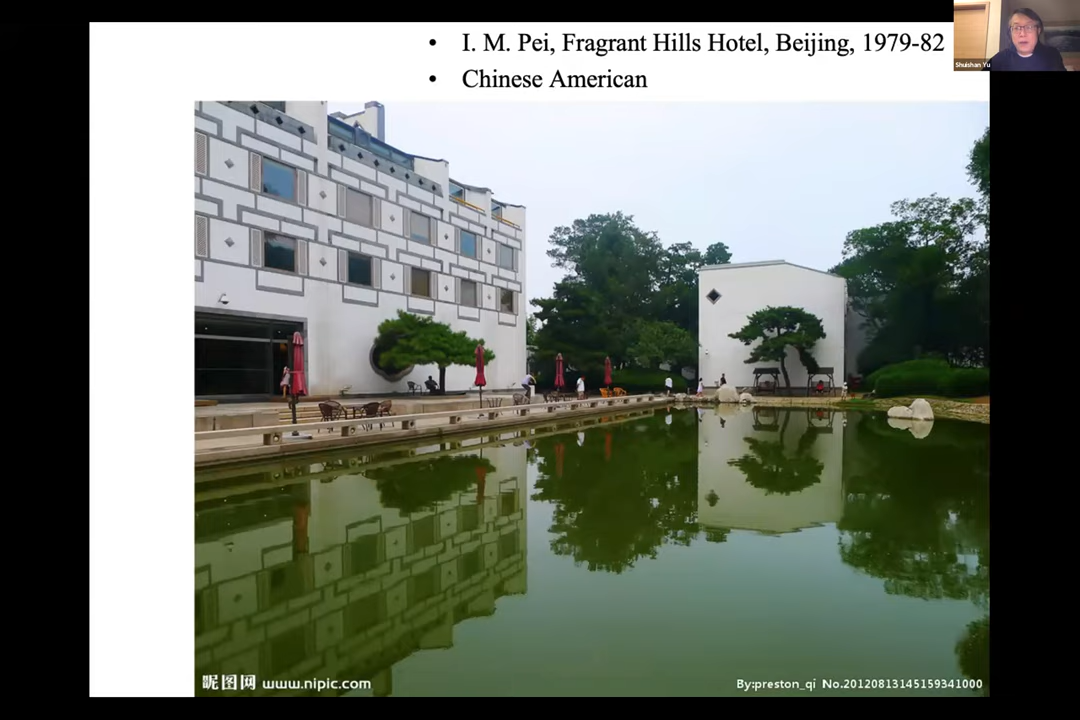 • I. M. Pei, Fragrant Hills Hotel, Beijing, 1979-82
Shuishan Yu
• Chinese American
昵图网 www.nipic.com
By:preston_qi No.20120813145159341000